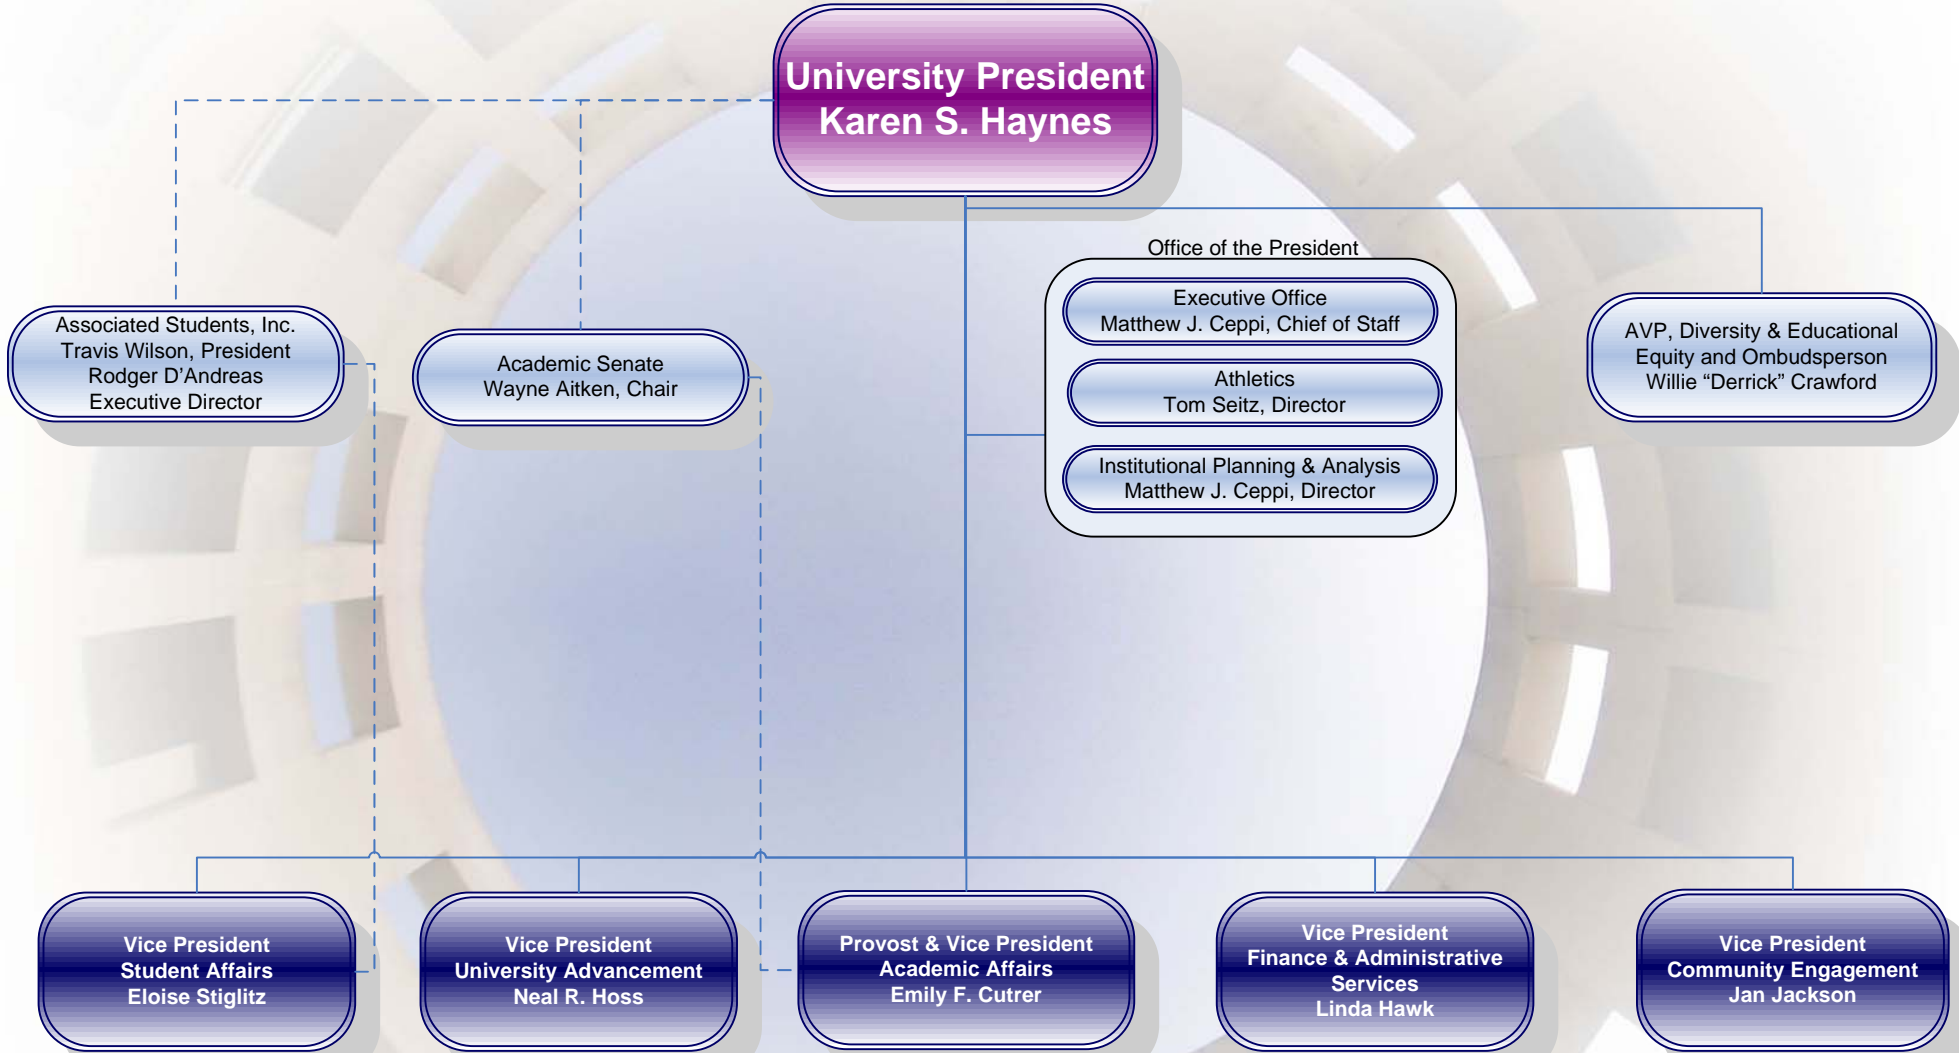 University President
Karen S. Haynes
Office of the President
Executive Office
Matthew J. Ceppi, Chief of Staff
Athletics
Tom Seitz, Director
Institutional Planning & Analysis
Matthew J. Ceppi, Director
Associated Students, Inc.
Travis Wilson, President
Rodger D’Andreas
Executive Director
Academic Senate
Wayne Aitken, Chair
AVP, Diversity & Educational
Equity and Ombudsperson
Willie “Derrick” Crawford
Vice President
Student Affairs
Eloise Stiglitz
Vice President
University Advancement
Neal R. Hoss
Provost & Vice President
Academic Affairs
Emily F. Cutrer
Vice President
Finance & Administrative
Services
Linda Hawk
Vice President
Community Engagement
Jan Jackson